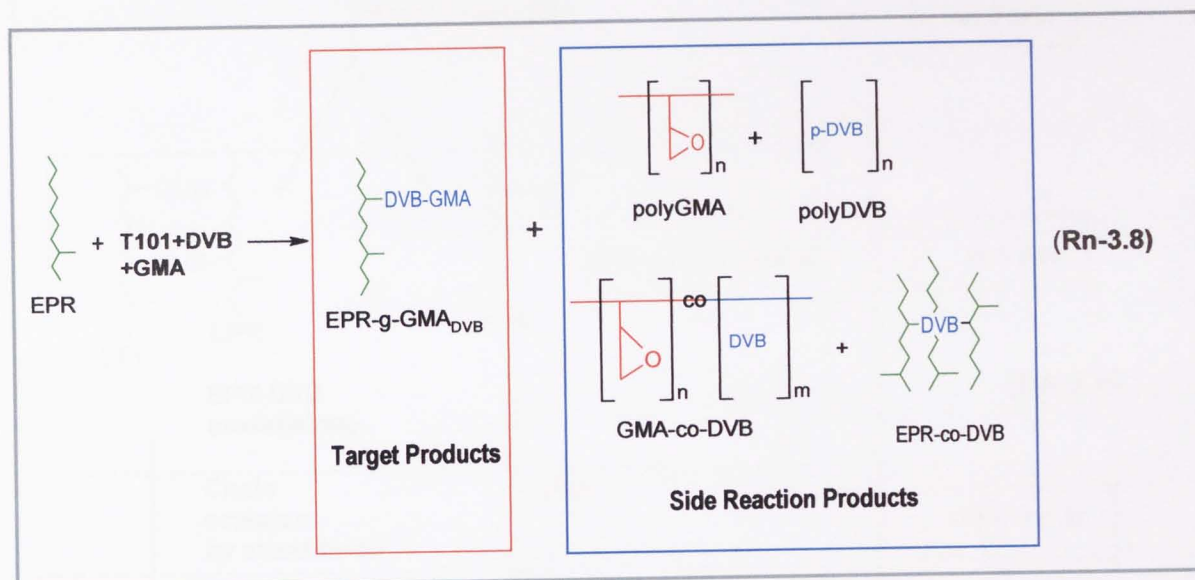 EPR
+
T101+DVB
+GMA
DVB-GMA
EPR-g-GMA_DVB
Target Products
+
O
n
polyGMA
+
p-DVB
n
polyDVB
O
n
co
DVB
m
GMA-co-DVB
+
DVB
EPR-co-DVB
Side Reaction Products
(Rn-3.8)